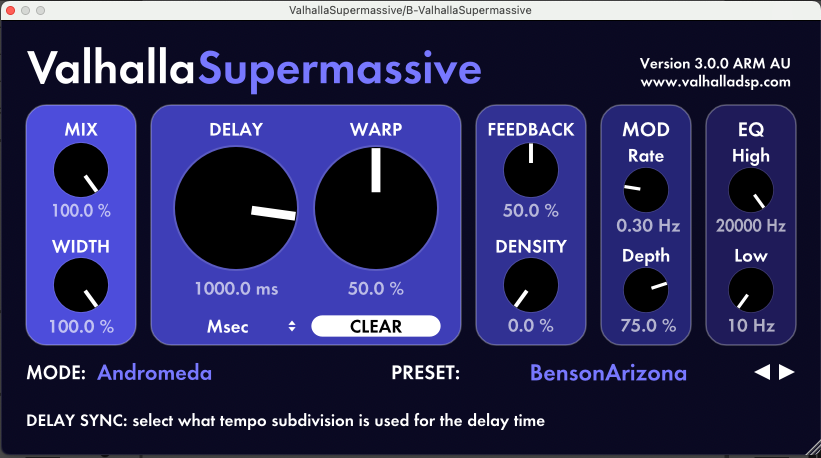 ValhallaSupermassive/B-ValhallaSupermassive
ValhallaSupermassive
Version 3.0.0 ARM AU
www.valhalladsp.com
MIX
100.0 %
WIDTH
100.0 %
DELAY
1000.0 ms
WARP
50.0 %
Msec
CLEAR
FEEDBACK
50.0 %
DENSITY
0.0 %
MOD
Rate
0.30 Hz
Depth
75.0 %
EQ
High
20000 Hz
Low
10 Hz
MODE: Andromeda
PRESET: BensonArizona
DELAY SYNC: select what tempo subdivision is used for the delay time